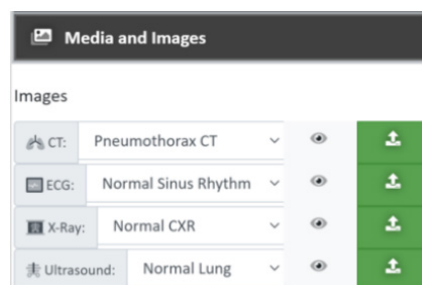 Media and Images
Images
CT: Pneumothorax CT
ECG: Normal Sinus Rhythm
X-Ray: Normal CXR
Ultrasound: Normal Lung